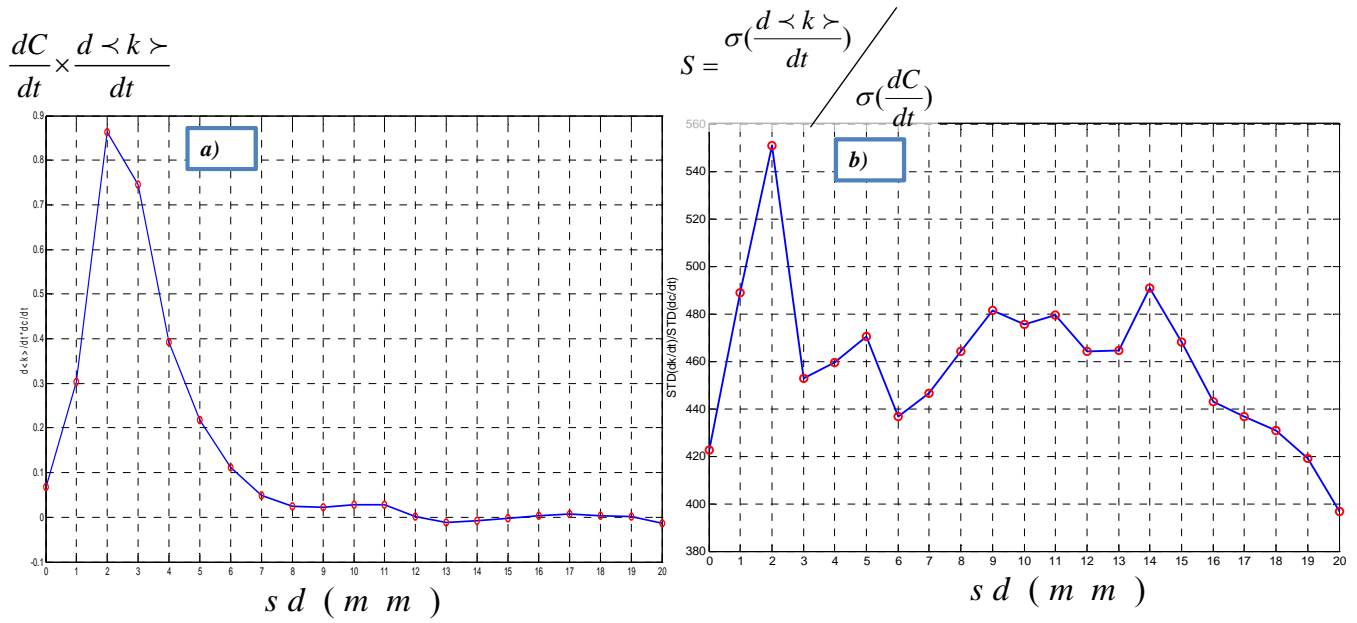 dC/dt × d≺k≻/dt
a)
d<k>/dt*dc/dt
0.9
0.8
0.7
0.6
0.5
0.4
0.3
0.2
0.1
0
-0.1
0 1 2 3 4 5 6 7 8 9 10 11 12 13 14 15 16 17 18 19 20
sd (mm)
S = σ(d≺k≻/dt) / σ(dC/dt)
b)
STD(dk/dt)/STD(dc/dt)
560
540
520
500
480
460
440
420
400
380
0 1 2 3 4 5 6 7 8 9 10 11 12 13 14 15 16 17 18 19 20
sd (mm)